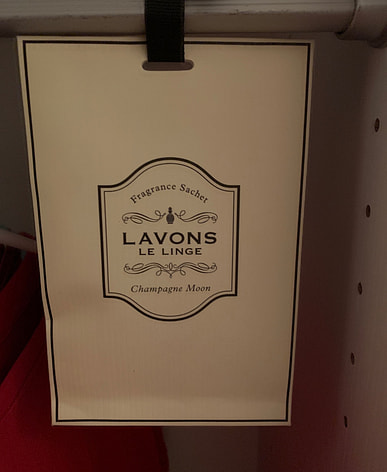 Fragrance Sachet
LAVONS
LE LINGE
Champagne Moon